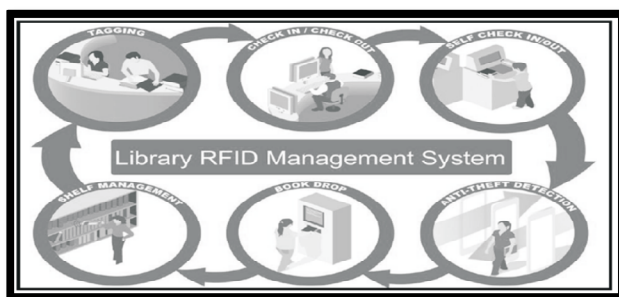 TAGGING
CHECK IN / CHECK OUT
SELF CHECK IN/OUT
Library RFID Management System
SHELF MANAGEMENT
BOOK DROP
ANTI-THEFT DETECTION